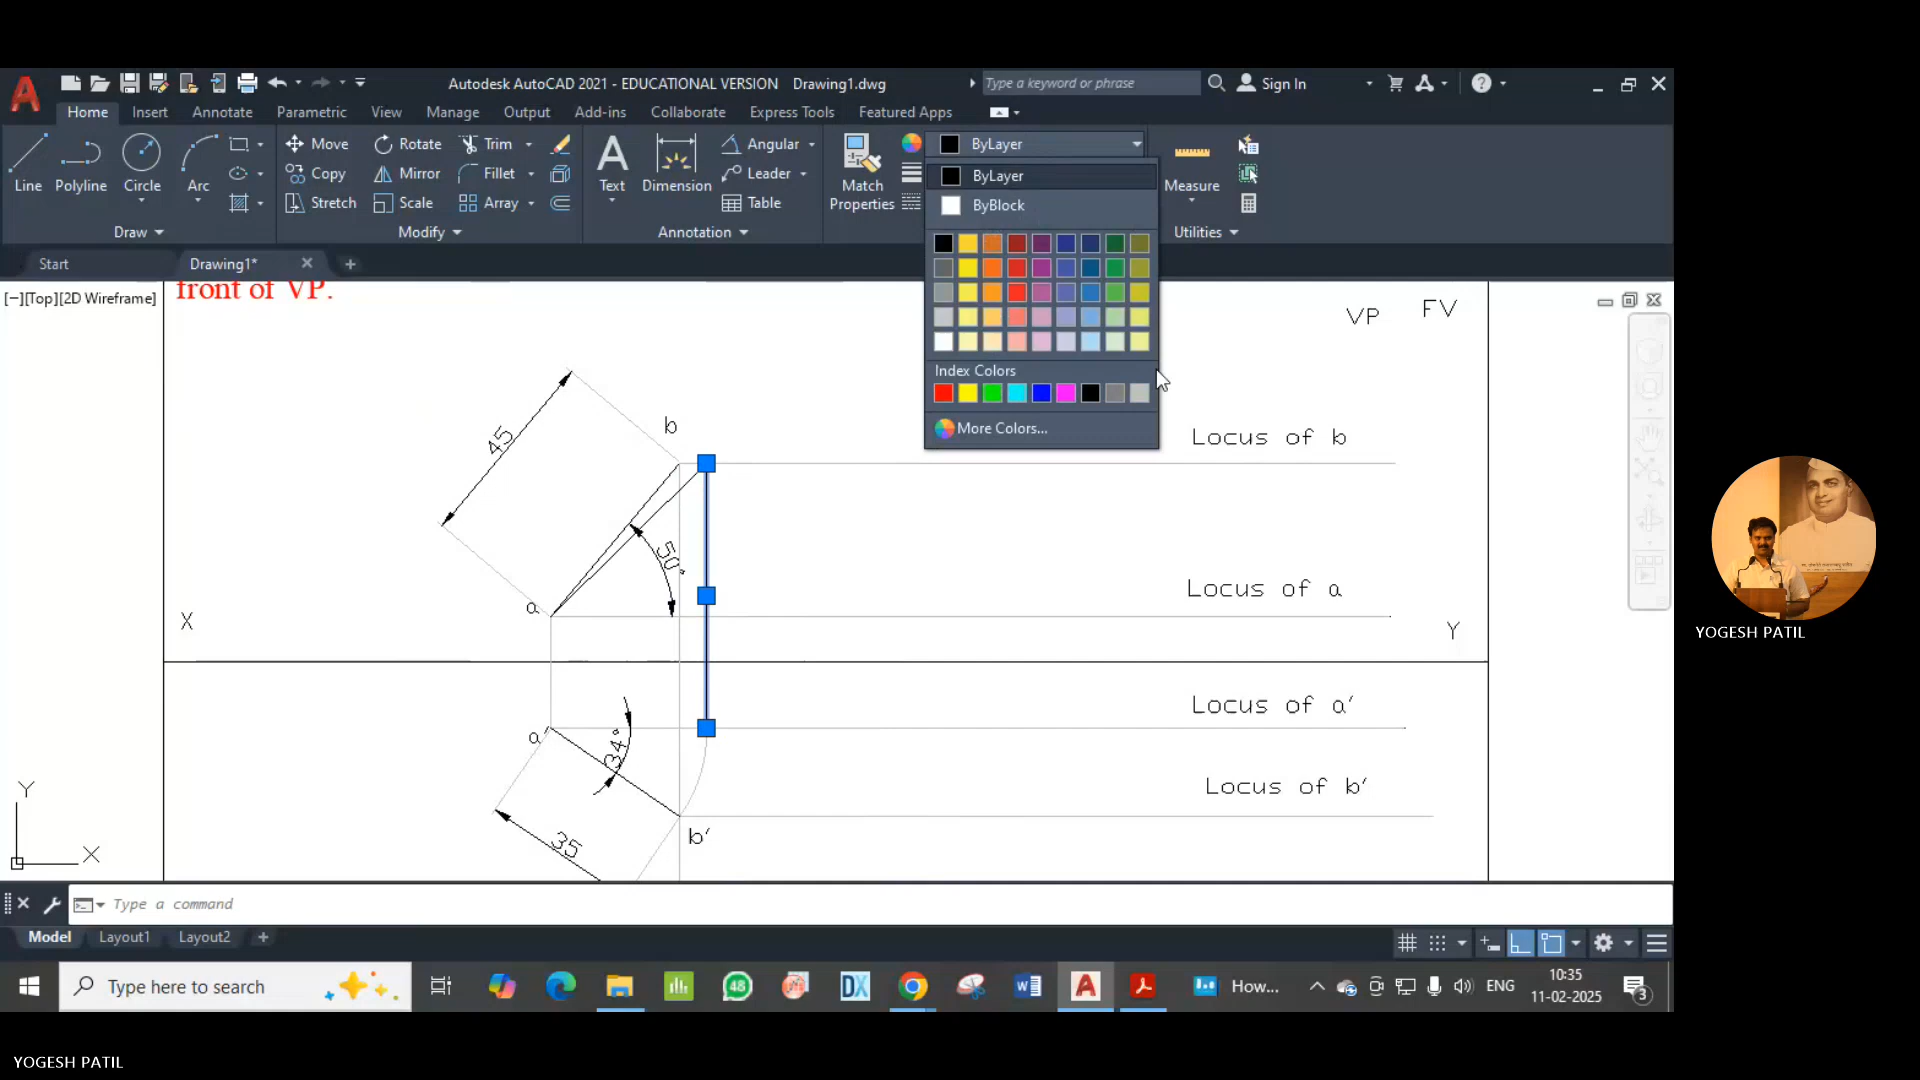 Autodesk AutoCAD 2021 - EDUCATIONAL VERSION Drawing1.dwg
Type a keyword or phrase
Sign In
Home Insert Annotate Parametric View Manage Output Add-ins Collaborate Express Tools Featured Apps
Move Rotate Trim Angular ByLayer
Copy Mirror Fillet Leader ByLayer
Line Polyline Circle Arc Text Dimension Match Properties Measure
Stretch Scale Array Table ByBlock
Draw Modify Annotation Utilities
Start Drawing1*
front of VP.
[−][Top][2D Wireframe]
VP FV
Index Colors
More Colors...
45
b
Locus of b
50°
a
Locus of a
X
Y
YOGESH PATIL
Locus of a′
a′
34°
Locus of b′
Y
b′
35
X
Type a command
Model Layout1 Layout2
Type here to search
48
DX
How...
ENG
10:35
11-02-2025
3
YOGESH PATIL